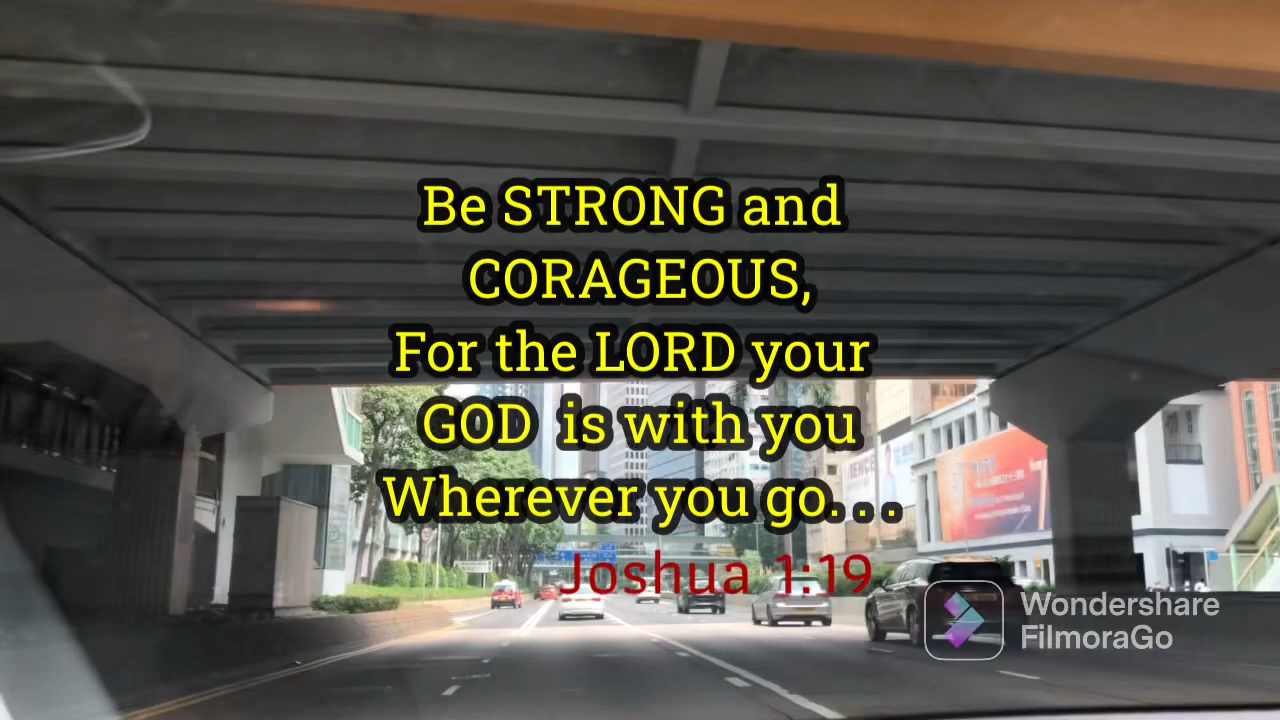 Be STRONG and
CORAGEOUS,
For the LORD your
GOD  is with you
Wherever you go. . .
Joshua 1:19
Wondershare
FilmoraGo